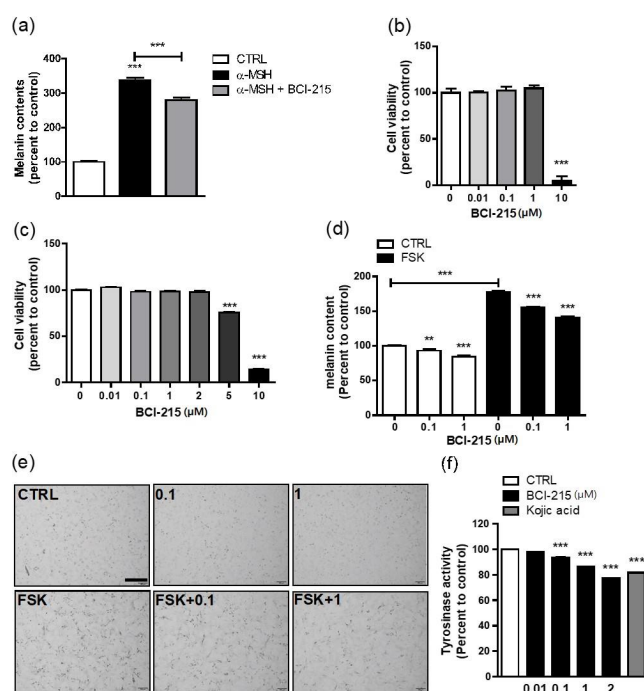 (a)
***
***
CTRL
α-MSH
α-MSH + BCI-215
Melanin contents
(percent to control)
400
300
200
100
0
(b)
Cell viability
(percent to control)
150
100
50
0
***
0 0.01 0.1 1 10
BCI-215 (µM)
(c)
Cell viability
(percent to control)
150
100
50
0
***
***
0 0.01 0.1 1 2 5 10
BCI-215 (µM)
(d)
CTRL
FSK
melanin content
(Percent to control)
200
150
100
50
0
***
** ***
*** ***
0 0.1 1 0 0.1 1
BCI-215 (µM)
(e)
CTRL 0.1 1
FSK FSK+0.1 FSK+1
(f)
CTRL
BCI-215 (µM)
Kojic acid
Tyrosinase activity
(Percent to control)
120
100
80
60
40
20
0
*** *** *** ***
0.01 0.1 1 2